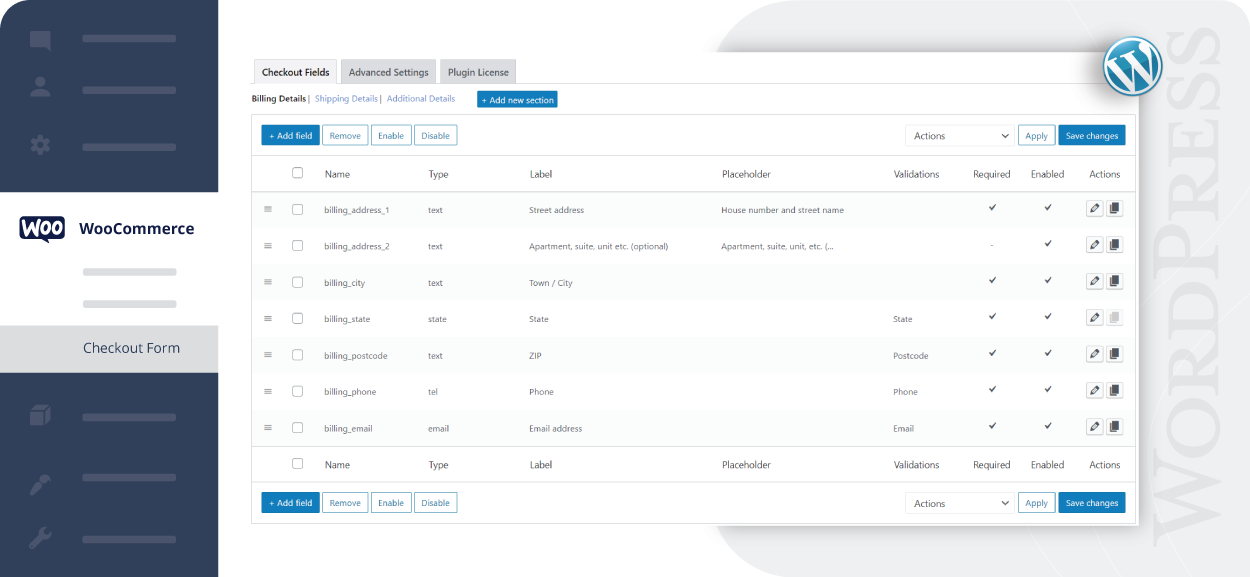 Checkout Fields Advanced Settings Plugin License
Billing Details | Shipping Details | Additional Details + Add new section
+ Add field Remove Enable Disable Actions Apply Save changes
Name Type Label Placeholder Validations Required Enabled Actions
billing_address_1 text Street address House number and street name
billing_address_2 text Apartment, suite, unit etc. (optional) Apartment, suite, unit, etc. (... -
billing_city text Town / City
billing_state state State State
billing_postcode text ZIP Postcode
billing_phone tel Phone Phone
billing_email email Email address Email
Name Type Label Placeholder Validations Required Enabled Actions
+ Add field Remove Enable Disable Actions Apply Save changes
WOO WooCommerce
Checkout Form
W
WORDPRESS